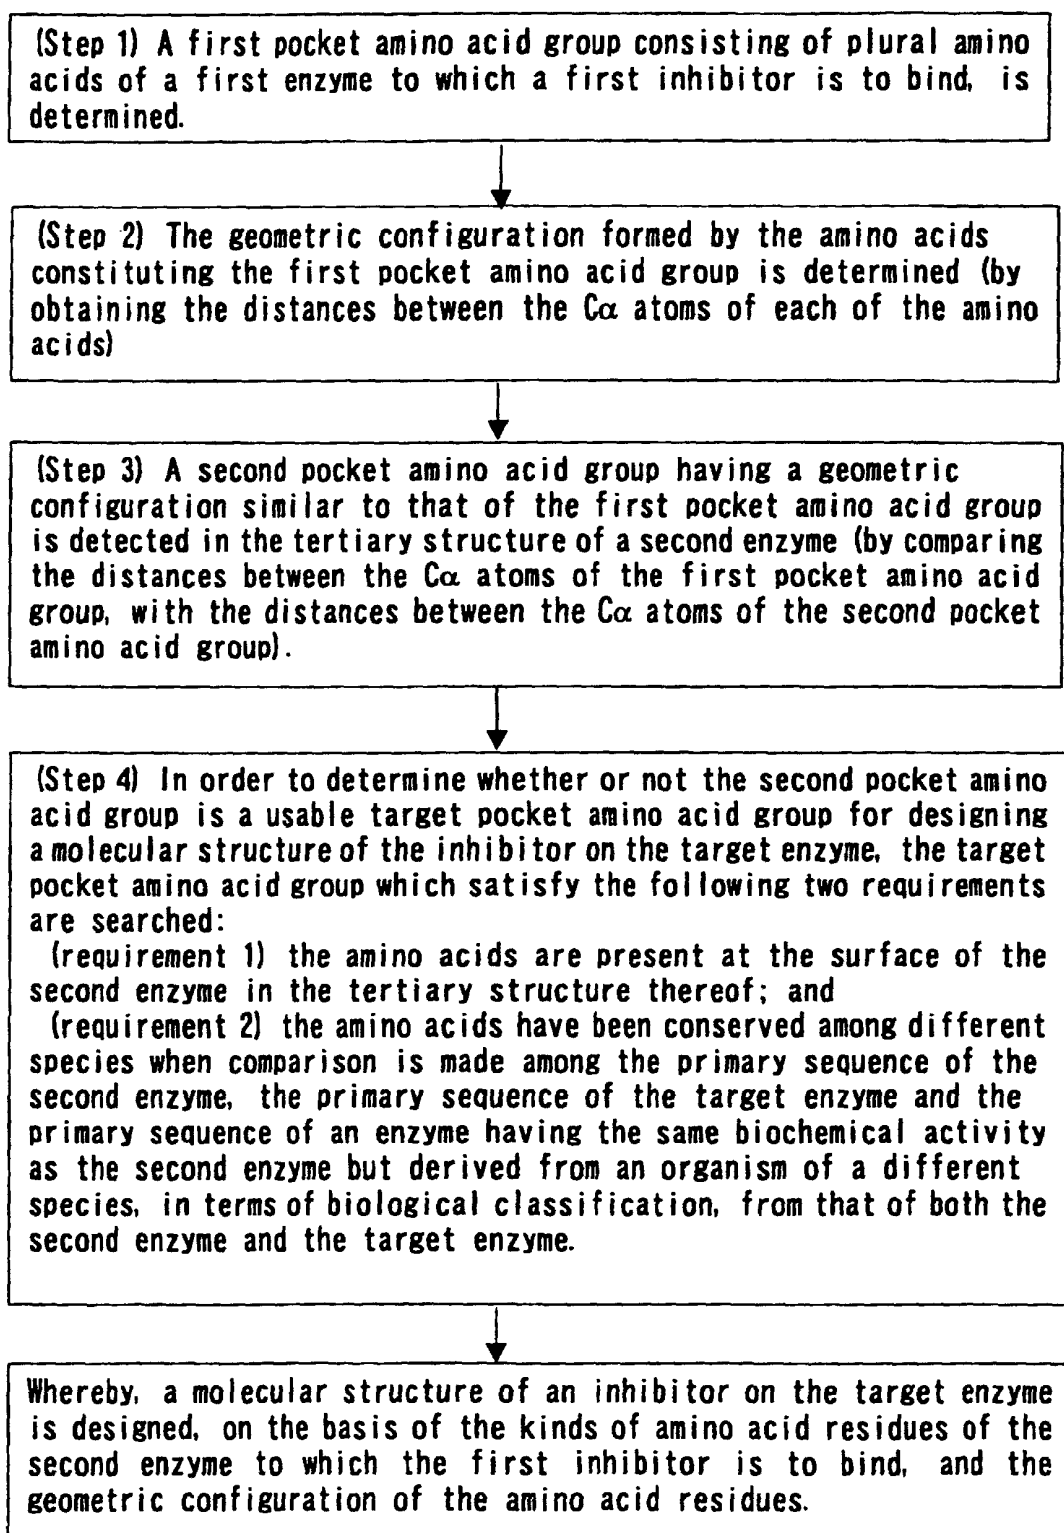 (Step 1) A first pocket amino acid group consisting of plural amino
acids of a first enzyme to which a first inhibitor is to bind, is
determined.
(Step 2) The geometric configuration formed by the amino acids
constituting the first pocket amino acid group is determined (by
obtaining the distances between the Cα atoms of each of the amino
acids)
(Step 3) A second pocket amino acid group having a geometric
configuration similar to that of the first pocket amino acid group
is detected in the tertiary structure of a second enzyme (by comparing
the distances between the Cα atoms of the first pocket amino acid
group, with the distances between the Cα atoms of the second pocket
amino acid group).
(Step 4) In order to determine whether or not the second pocket amino
acid group is a usable target pocket amino acid group for designing
a molecular structure of the inhibitor on the target enzyme, the target
pocket amino acid group which satisfy the following two requirements
are searched:
(requirement 1) the amino acids are present at the surface of the
second enzyme in the tertiary structure thereof; and
(requirement 2) the amino acids have been conserved among different
species when comparison is made among the primary sequence of the
second enzyme, the primary sequence of the target enzyme and the
primary sequence of an enzyme having the same biochemical activity
as the second enzyme but derived from an organism of a different
species, in terms of biological classification, from that of both the
second enzyme and the target enzyme.
Whereby, a molecular structure of an inhibitor on the target enzyme
is designed, on the basis of the kinds of amino acid residues of the
second enzyme to which the first inhibitor is to bind, and the
geometric configuration of the amino acid residues.